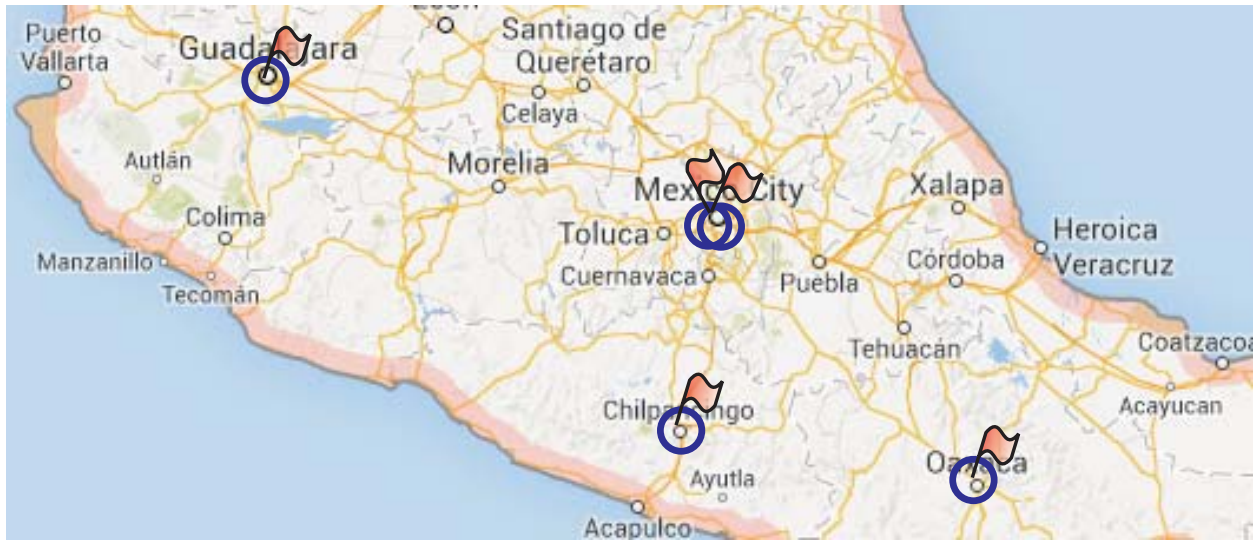 León
Puerto
Vallarta
Guadalajara
Santiago de
Querétaro
Celaya
Autlán
Morelia
Mexico City
Xalapa
Colima
Toluca
Heroica
Veracruz
Manzanillo
Cuernavaca
Puebla
Córdoba
Tecomán
Tehuacán
Coatzacoa
Chilpancingo
Acayucan
Oaxaca
Ayutla
Acapulco